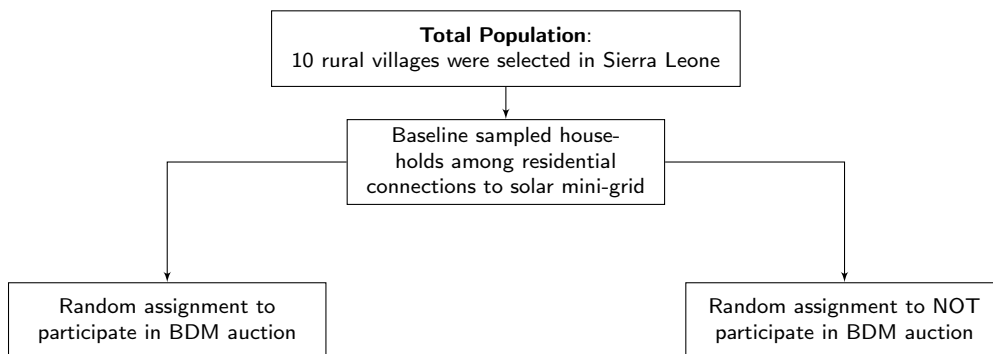 Total Population:
10 rural villages were selected in Sierra Leone
Baseline sampled house-
holds among residential
connections to solar mini-grid
Random assignment to
participate in BDM auction
Random assignment to NOT
participate in BDM auction